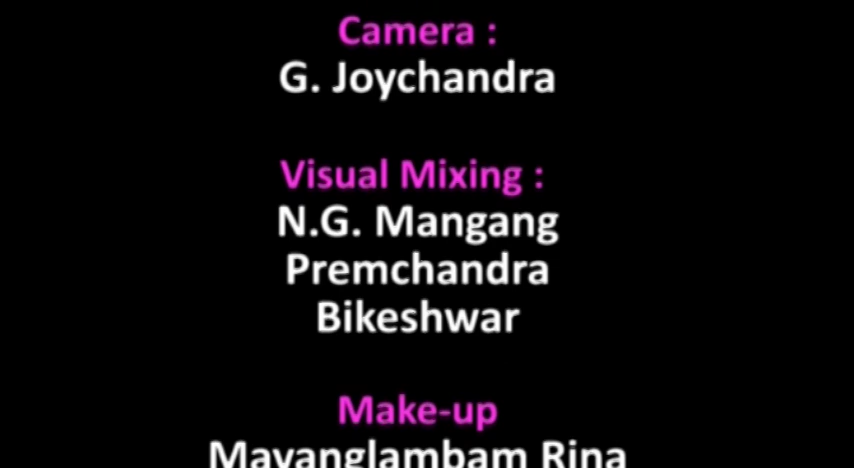 Camera :
G. Joychandra
Visual Mixing :
N.G. Mangang
Premchandra
Bikeshwar
Make-up
Mayanglambam Rina